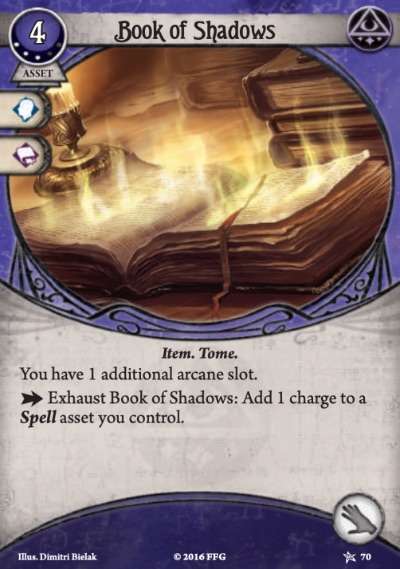 4
Book of Shadows
ASSET
Item. Tome.
You have 1 additional arcane slot.
Exhaust Book of Shadows: Add 1 charge to a
Spell asset you control.
Illus. Dimitri Bielak
© 2016 FFG
70